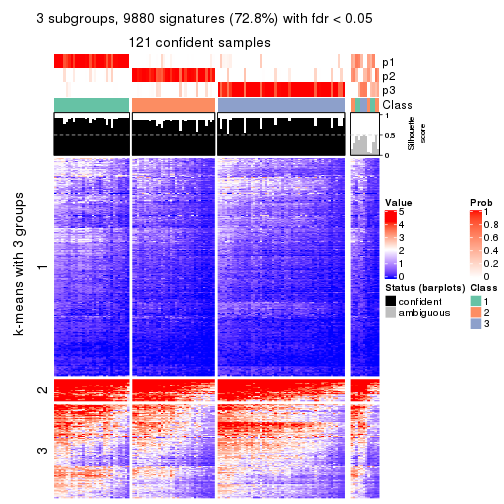 3 subgroups, 9880 signatures (72.8%) with fdr < 0.05
121 confident samples
p1
p2
p3
Class
1
0.5
0
Silhouette
score
k-means with 3 groups
1
2
3
Value
5
4
3
2
1
0
Prob
1
0.8
0.6
0.4
0.2
0
Status (barplots)
confident
ambiguous
Class
1
2
3